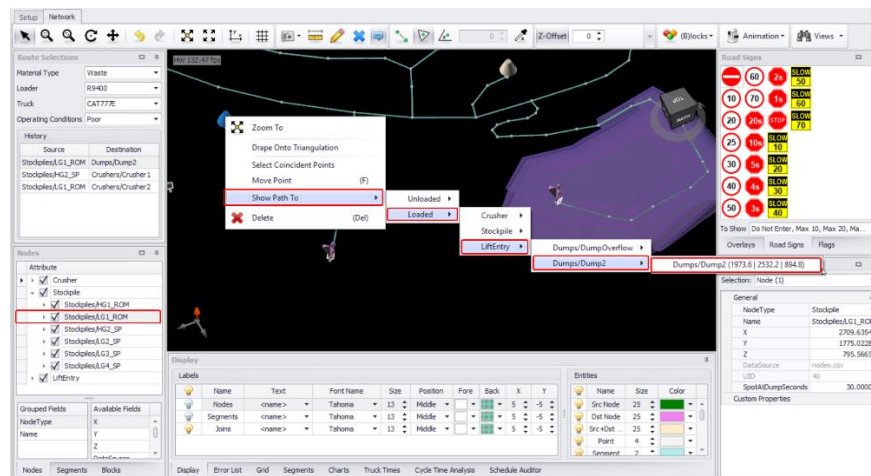 Setup Network
Z-Offset 0 (B)locks Animation Views
Route Selections
Material Type Waste
Loader R9400
Truck CAT777E
Operating Conditions Poor
History
Source Destination
Stockpiles/LG1_ROM Dumps/Dump2
Stockpiles/HG2_SP Crushers/Crusher1
Stockpiles/LG1_ROM Crushers/Crusher2
Nodes
Attribute
Crusher
Stockpile
Stockpiles/HG1_ROM
Stockpiles/LG1_ROM
Stockpiles/HG2_SP
Stockpiles/LG2_SP
Stockpiles/LG3_SP
Stockpiles/LG4_SP
LiftEntry
Grouped Fields Available Fields
NodeType X
Name Y
Z
DataSource
Nodes Segments Blocks
HW 132.47 fps
TOP
Zoom To
Drape Onto Triangulation
Select Coincident Points
Move Point (F)
Show Path To
Delete (Del)
Unloaded
Loaded
Crusher
Stockpile
LiftEntry
Dumps/DumpOverflow
Dumps/Dump2
Dumps/Dump2 (1973.6 | 2532.2 | 894.8)
Display
Labels
Name Text Font Name Size Position Fore Back X Y
Nodes <name> Tahoma 13 Middle 5 -5
Segments <name> Tahoma 13 Middle 5 -5
Joins <name> Tahoma 13 Middle 5 -5
Entities
Name Size Color
Src Node 25
Dst Node 25
Src+Dst ... 25
Point 4
Segment 2
Display Error List Grid Segments Charts Truck Times Cycle Time Analysis Schedule Auditor
Road Signs
60 2s SLOW 50
10 70 1s SLOW 60
20 20s STOP SLOW 70
25 10s SLOW 10
30 5s SLOW 20
40 4s SLOW 30
50 3s SLOW 40
To Show Do Not Enter, Max 10, Max 20, Ma...
Overlays Road Signs Flags
Selection: Node (1)
General
NodeType Stockpile
Name Stockpiles/LG1_RO
X 2709.6354
Y 1775.0228
Z 795.5665
DataSource nodes.csv
UID 40
SpotAtDumpSeconds 30.0000
Custom Properties